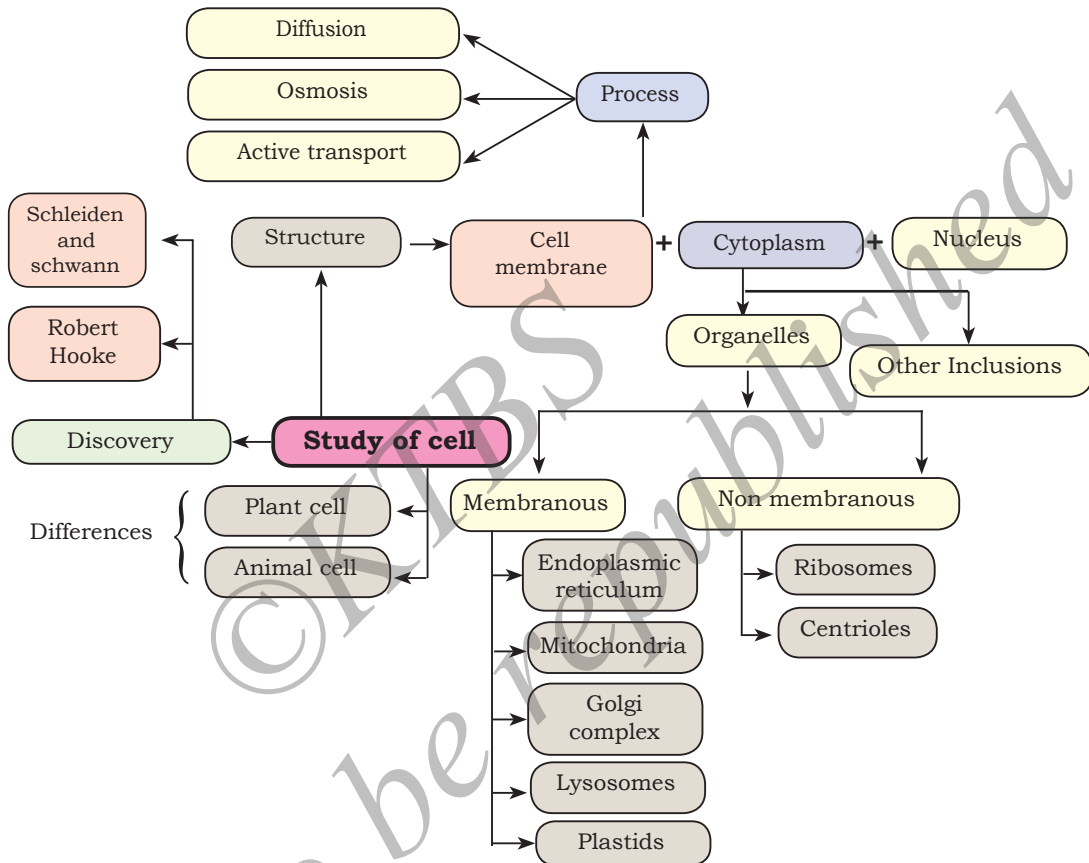 Diffusion
Osmosis
Active transport
Process
Schleiden
and
schwann
Structure
Cell
membrane
+
Cytoplasm
+
Nucleus
Robert
Hooke
Organelles
Other Inclusions
Discovery
Study of cell
Differences
{
Plant cell
Animal cell
Membranous
Non membranous
Endoplasmic
reticulum
Mitochondria
Golgi
complex
Lysosomes
Plastids
Ribosomes
Centrioles
©KTBS
be republished